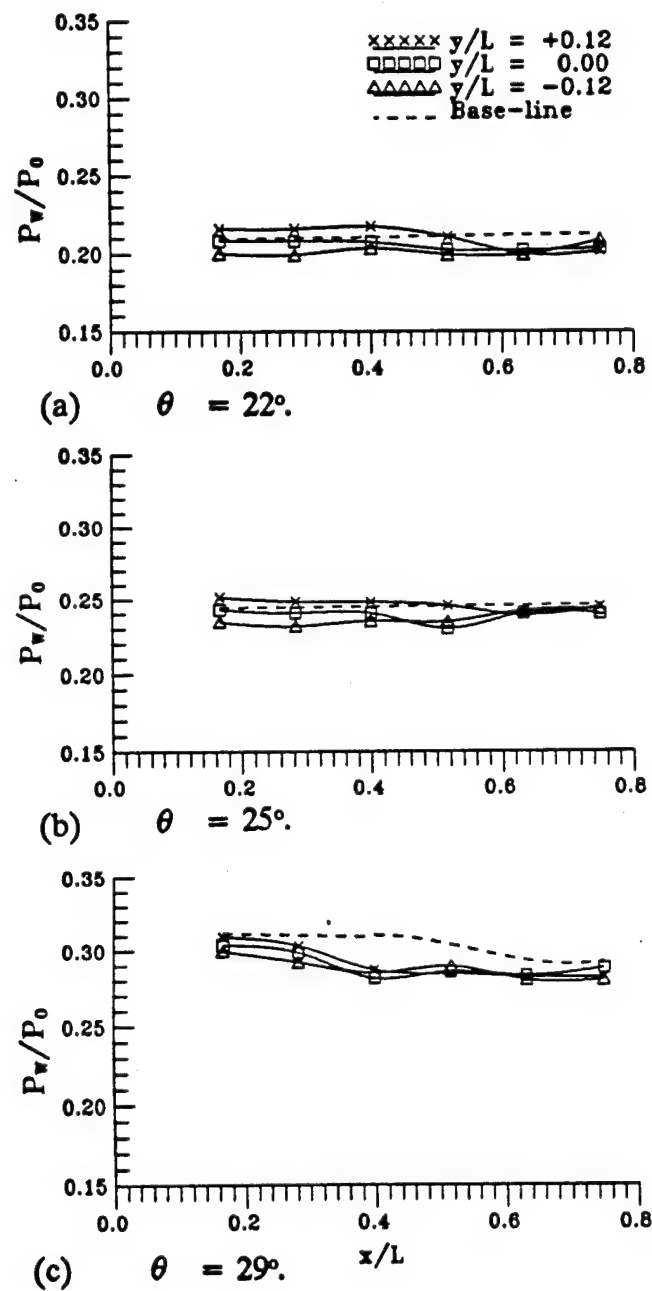 ××××× y/L = +0.12
□□□□□ y/L = 0.00
△△△△△ y/L = -0.12
--- Base-line
0.35
0.30
0.25
0.20
0.15
Pw/P0
0.0 0.2 0.4 0.6 0.8
(a) θ = 22°.
0.35
0.30
0.25
0.20
0.15
Pw/P0
0.0 0.2 0.4 0.6 0.8
(b) θ = 25°.
0.35
0.30
0.25
0.20
0.15
Pw/P0
0.0 0.2 0.4 0.6 0.8
x/L
(c) θ = 29°.